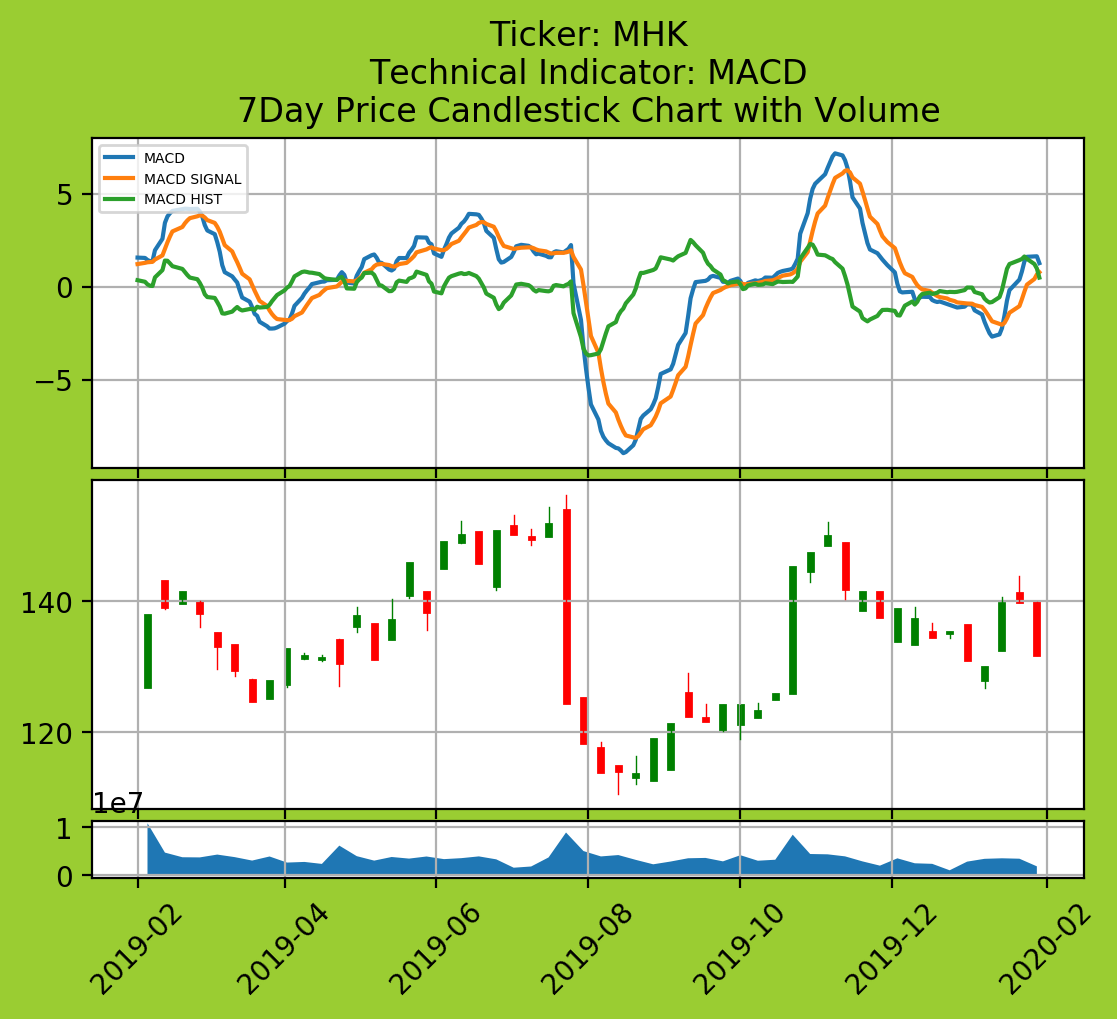 Ticker: MHK
Technical Indicator: MACD
7Day Price Candlestick Chart with Volume
MACD
MACD SIGNAL
MACD HIST
5
0
−5
140
120
1e7
1
0
2019-02
2019-04
2019-06
2019-08
2019-10
2019-12
2020-02